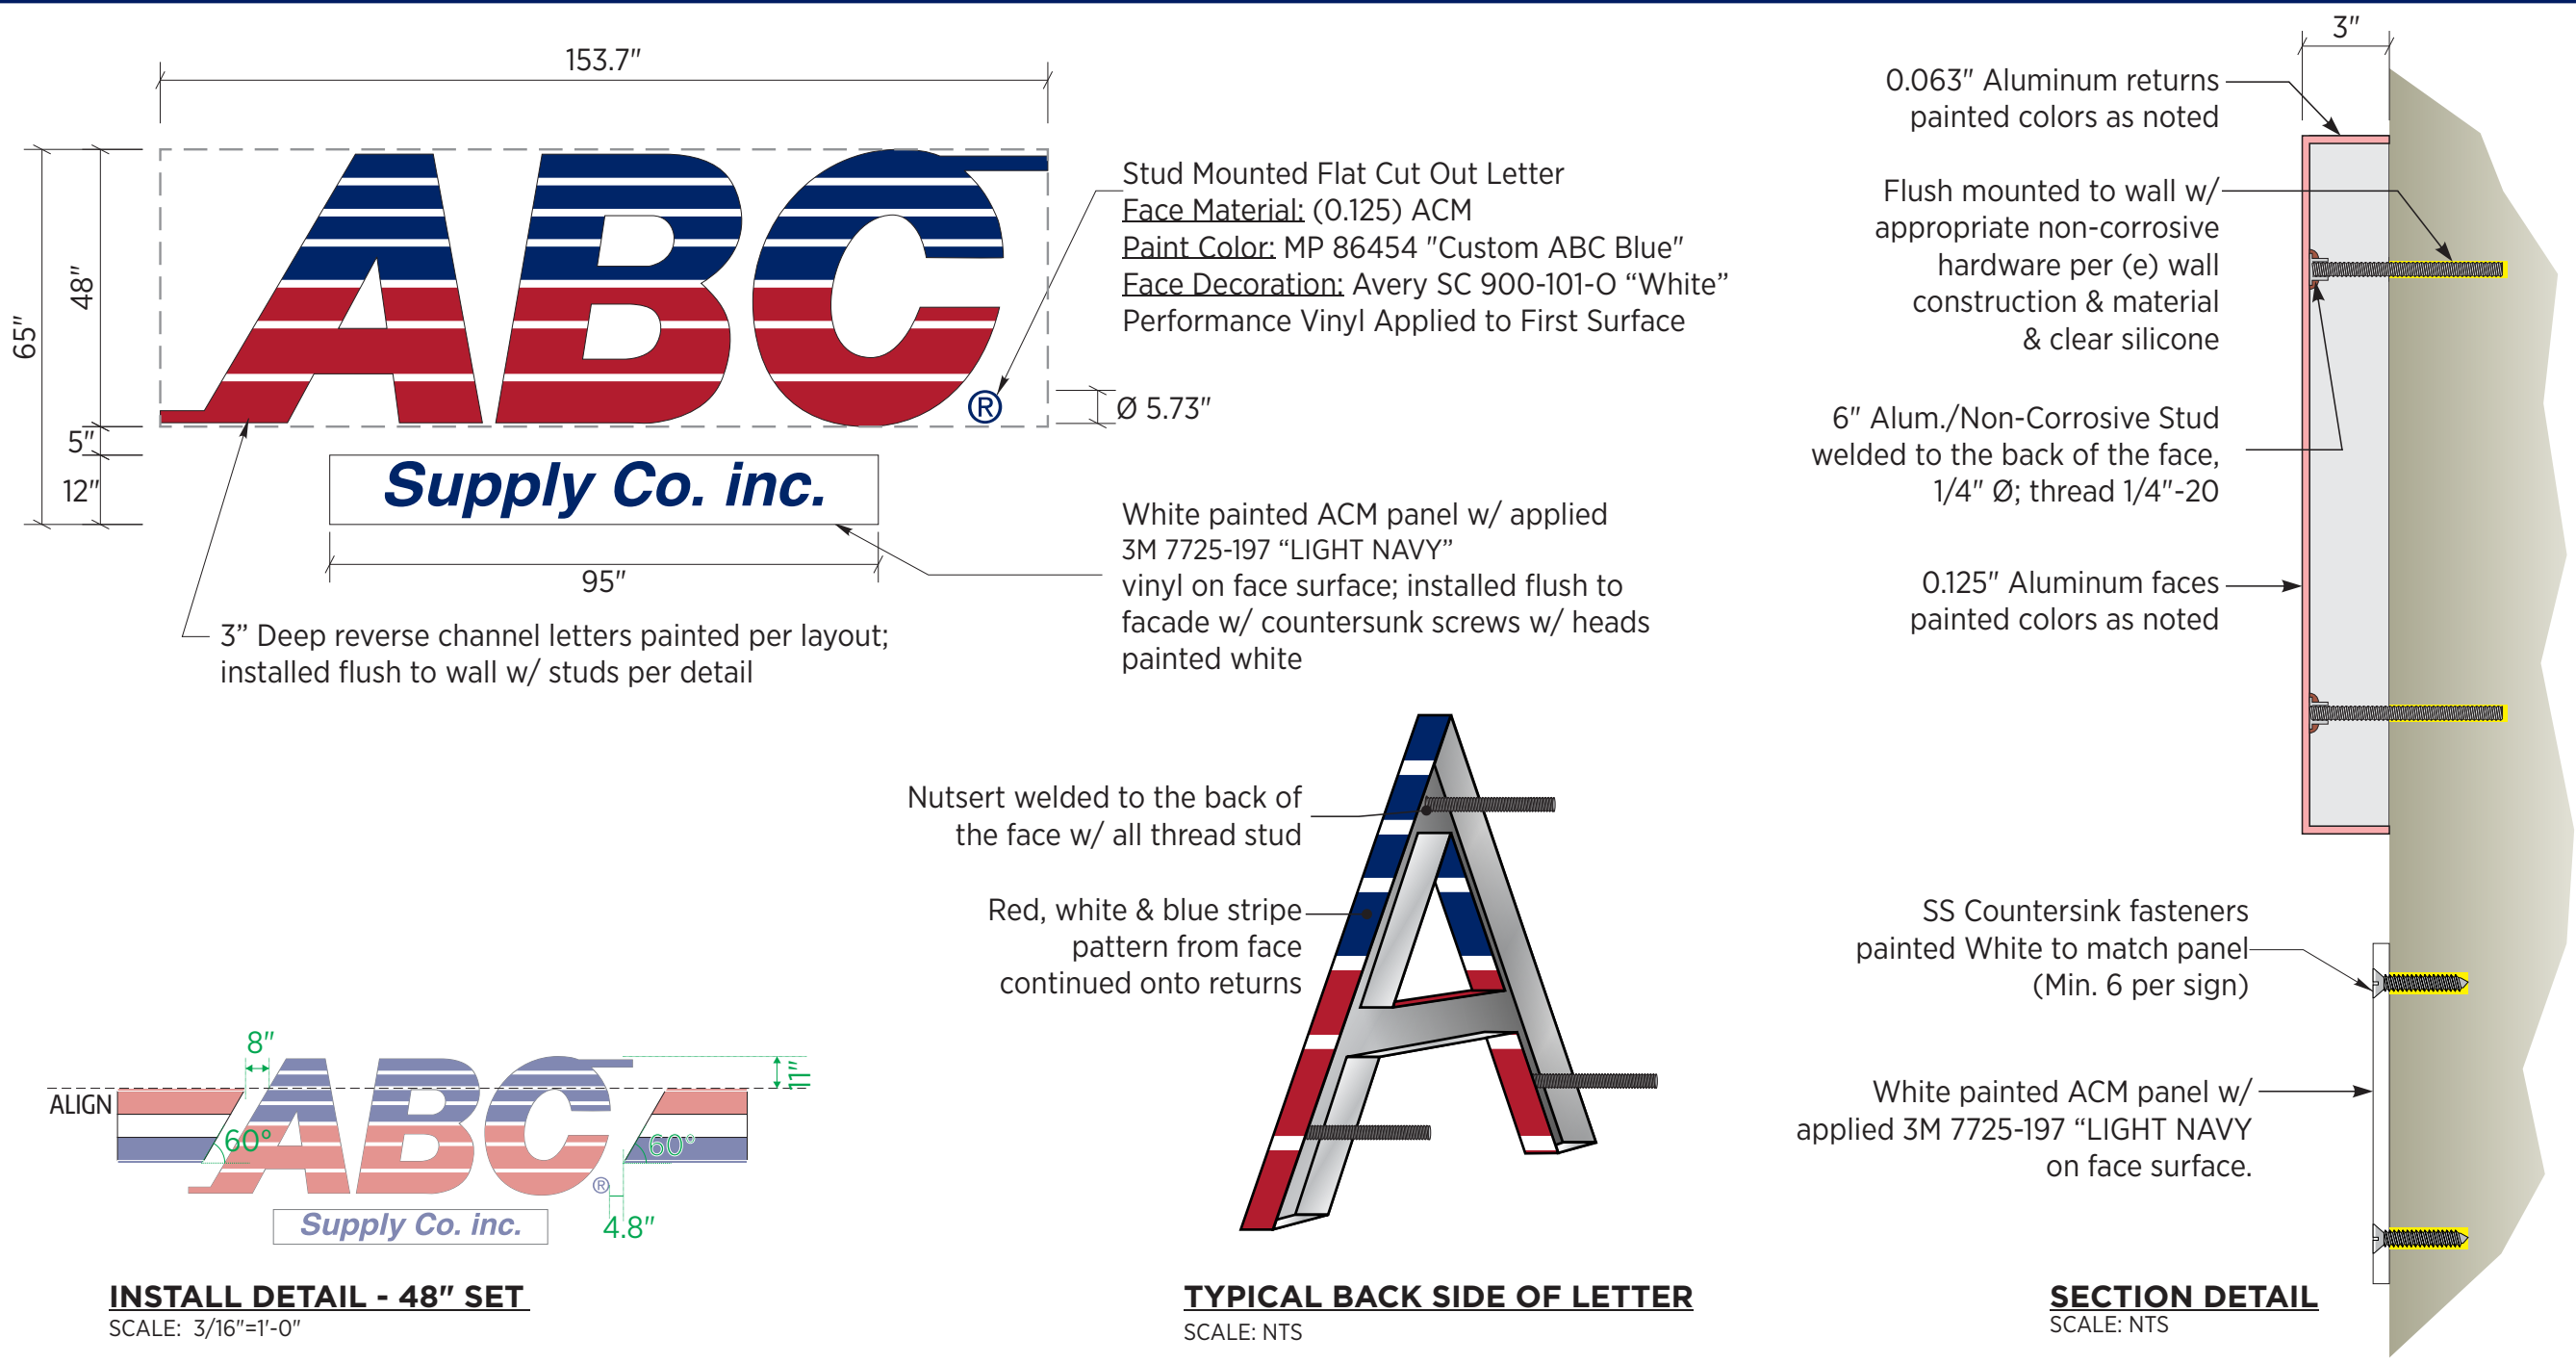 153.7"
65"
48"
5"
12"
ABC
®
Supply Co. inc.
95"
Ø 5.73"
Stud Mounted Flat Cut Out Letter
Face Material: (0.125) ACM
Paint Color: MP 86454 "Custom ABC Blue"
Face Decoration: Avery SC 900-101-O “White”
Performance Vinyl Applied to First Surface
White painted ACM panel w/ applied
3M 7725-197 “LIGHT NAVY”
vinyl on face surface; installed flush to
facade w/ countersunk screws w/ heads
painted white
3” Deep reverse channel letters painted per layout;
installed flush to wall w/ studs per detail
3"
0.063" Aluminum returns
painted colors as noted
Flush mounted to wall w/
appropriate non-corrosive
hardware per (e) wall
construction & material
& clear silicone
6" Alum./Non-Corrosive Stud
welded to the back of the face,
1/4" Ø; thread 1/4"-20
0.125" Aluminum faces
painted colors as noted
SS Countersink fasteners
painted White to match panel
(Min. 6 per sign)
White painted ACM panel w/
applied 3M 7725-197 “LIGHT NAVY
on face surface.
SECTION DETAIL
SCALE: NTS
Nutsert welded to the back of
the face w/ all thread stud
Red, white & blue stripe
pattern from face
continued onto returns
TYPICAL BACK SIDE OF LETTER
SCALE: NTS
8"
11"
ALIGN
ABC
60°
60°
®
Supply Co. inc.
4.8"
INSTALL DETAIL - 48" SET
SCALE: 3/16"=1'-0"